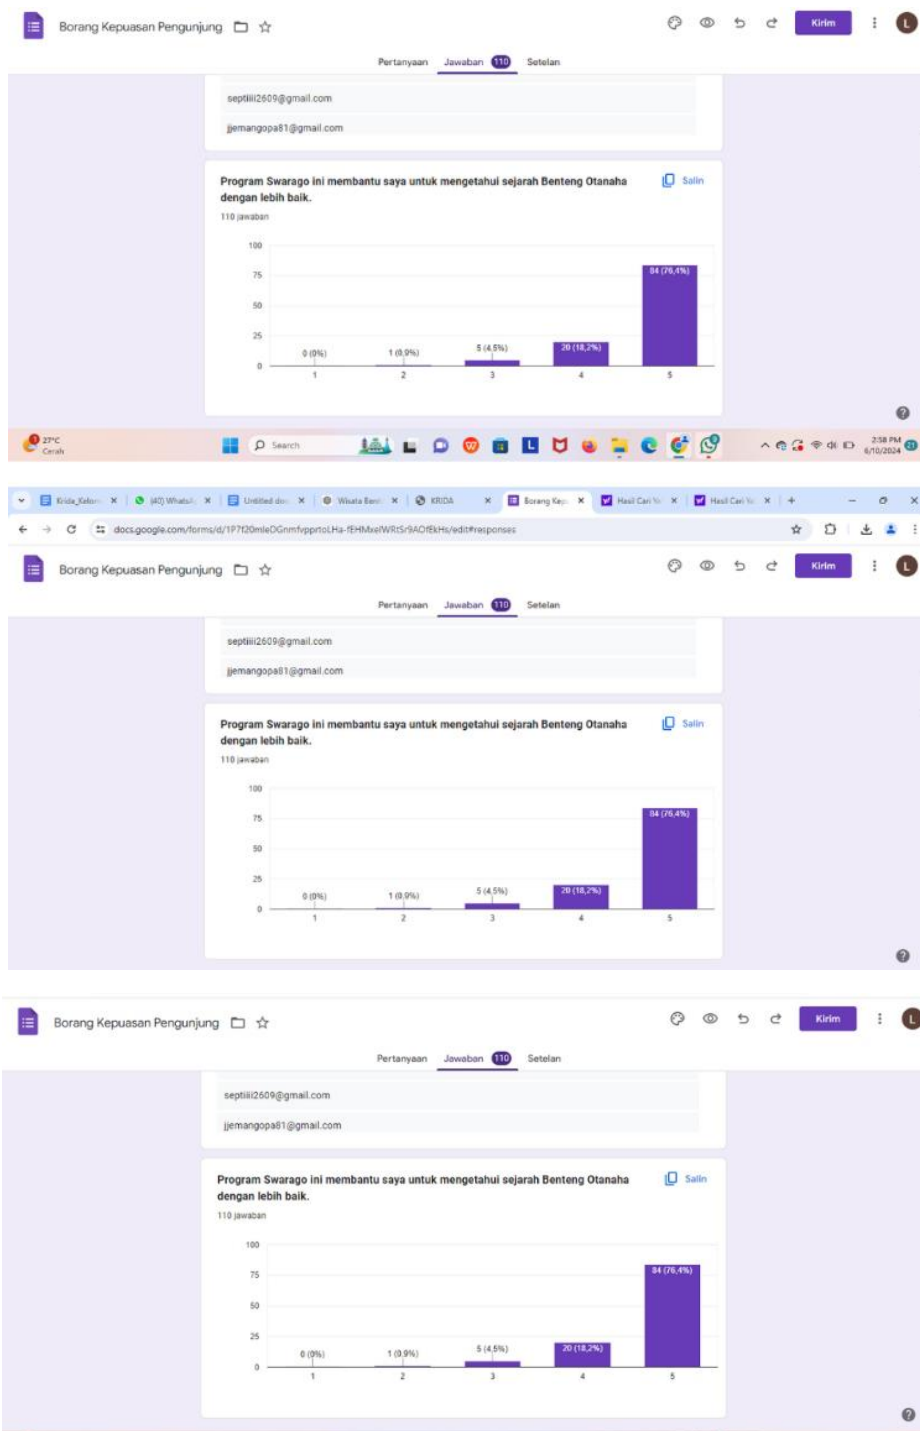 Borang Kepuasan Pengunjung
Kirim
L
Pertanyaan Jawaban 110 Setelan
septiiii2609@gmail.com
jjemangopa81@gmail.com
Program Swarago ini membantu saya untuk mengetahui sejarah Benteng Otanaha
dengan lebih baik.
Salin
110 jawaban
100
75
50
25
0
0 (0%)
1 (0,9%)
5 (4,5%)
20 (18,2%)
84 (76,4%)
1 2 3 4 5
27°C
Cerah
Search
2:58 PM
6/10/2024
Untitled doc
KRIDA
Borang Kep
Hasil Cari
Hasil Cari
Borang Kepuasan Pengunjung
Kirim
L
Pertanyaan Jawaban 110 Setelan
septiiii2609@gmail.com
jjemangopa81@gmail.com
Program Swarago ini membantu saya untuk mengetahui sejarah Benteng Otanaha
dengan lebih baik.
Salin
110 jawaban
100
75
50
25
0
0 (0%)
1 (0,9%)
5 (4,5%)
20 (18,2%)
84 (76,4%)
1 2 3 4 5
Borang Kepuasan Pengunjung
Kirim
L
Pertanyaan Jawaban 110 Setelan
septiiii2609@gmail.com
jjemangopa81@gmail.com
Program Swarago ini membantu saya untuk mengetahui sejarah Benteng Otanaha
dengan lebih baik.
Salin
110 jawaban
100
75
50
25
0
0 (0%)
1 (0,9%)
5 (4,5%)
20 (18,2%)
84 (76,4%)
1 2 3 4 5